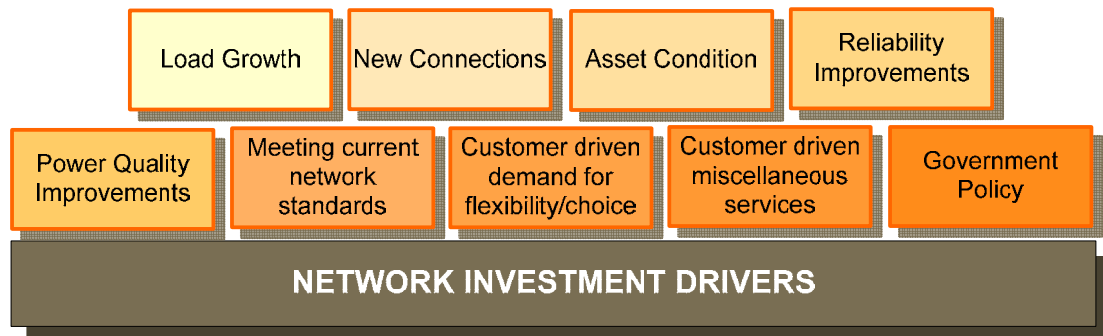 Load Growth
New Connections
Asset Condition
Reliability
Improvements
Power Quality
Improvements
Meeting current
network
standards
Customer driven
demand for
flexibility/choice
Customer driven
miscellaneous
services
Government
Policy
NETWORK INVESTMENT DRIVERS